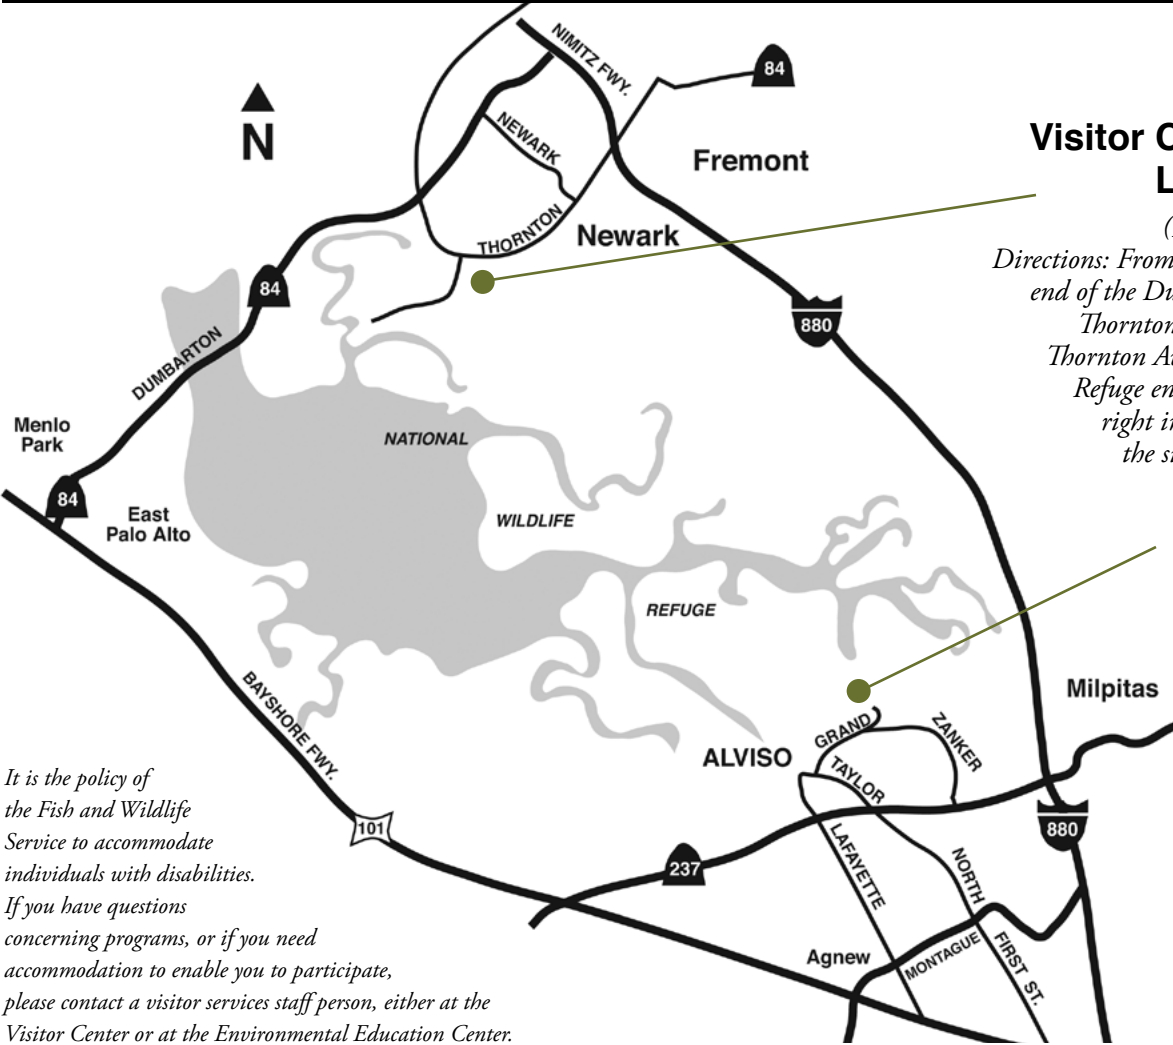 NIMITZ FWY.
84
N
NEWARK
Fremont
Visitor C
L
THORNTON
Newark
(
Directions: From
84
end of the Du
880
Thornton
DUMBARTON
Thornton A
Refuge en
Menlo
Park
NATIONAL
right i
the s
84
East
Palo Alto
WILDLIFE
REFUGE
Milpitas
BAYSHORE FWY.
GRAND
ZANKER
ALVISO
TAYLOR
101
880
LAFAYETTE
237
NORTH
FIRST ST.
Agnew
MONTAGUE
It is the policy of
the Fish and Wildlife
Service to accommodate
individuals with disabilities.
If you have questions
concerning programs, or if you need
accommodation to enable you to participate,
please contact a visitor services staff person, either at the
Visitor Center or at the Environmental Education Center.